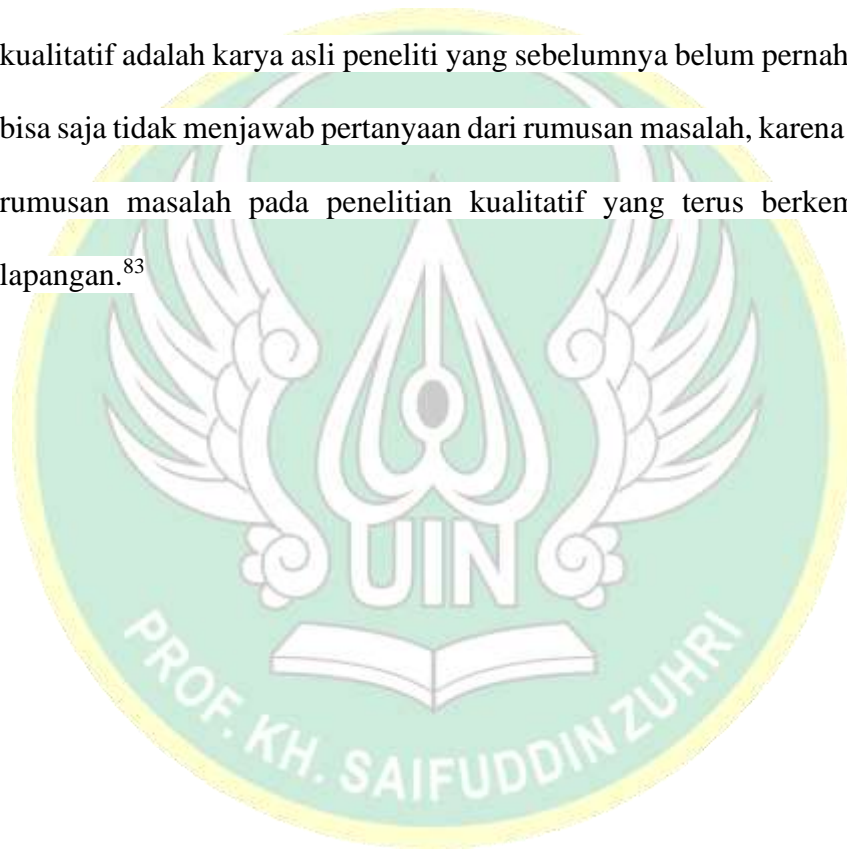 kualitatif adalah karya asli peneliti yang sebelumnya belum pernah
bisa saja tidak menjawab pertanyaan dari rumusan masalah, karena
rumusan masalah pada penelitian kualitatif yang terus berkem
lapangan.⁸³
UIN
PROF. KH. SAIFUDDIN ZUHRI